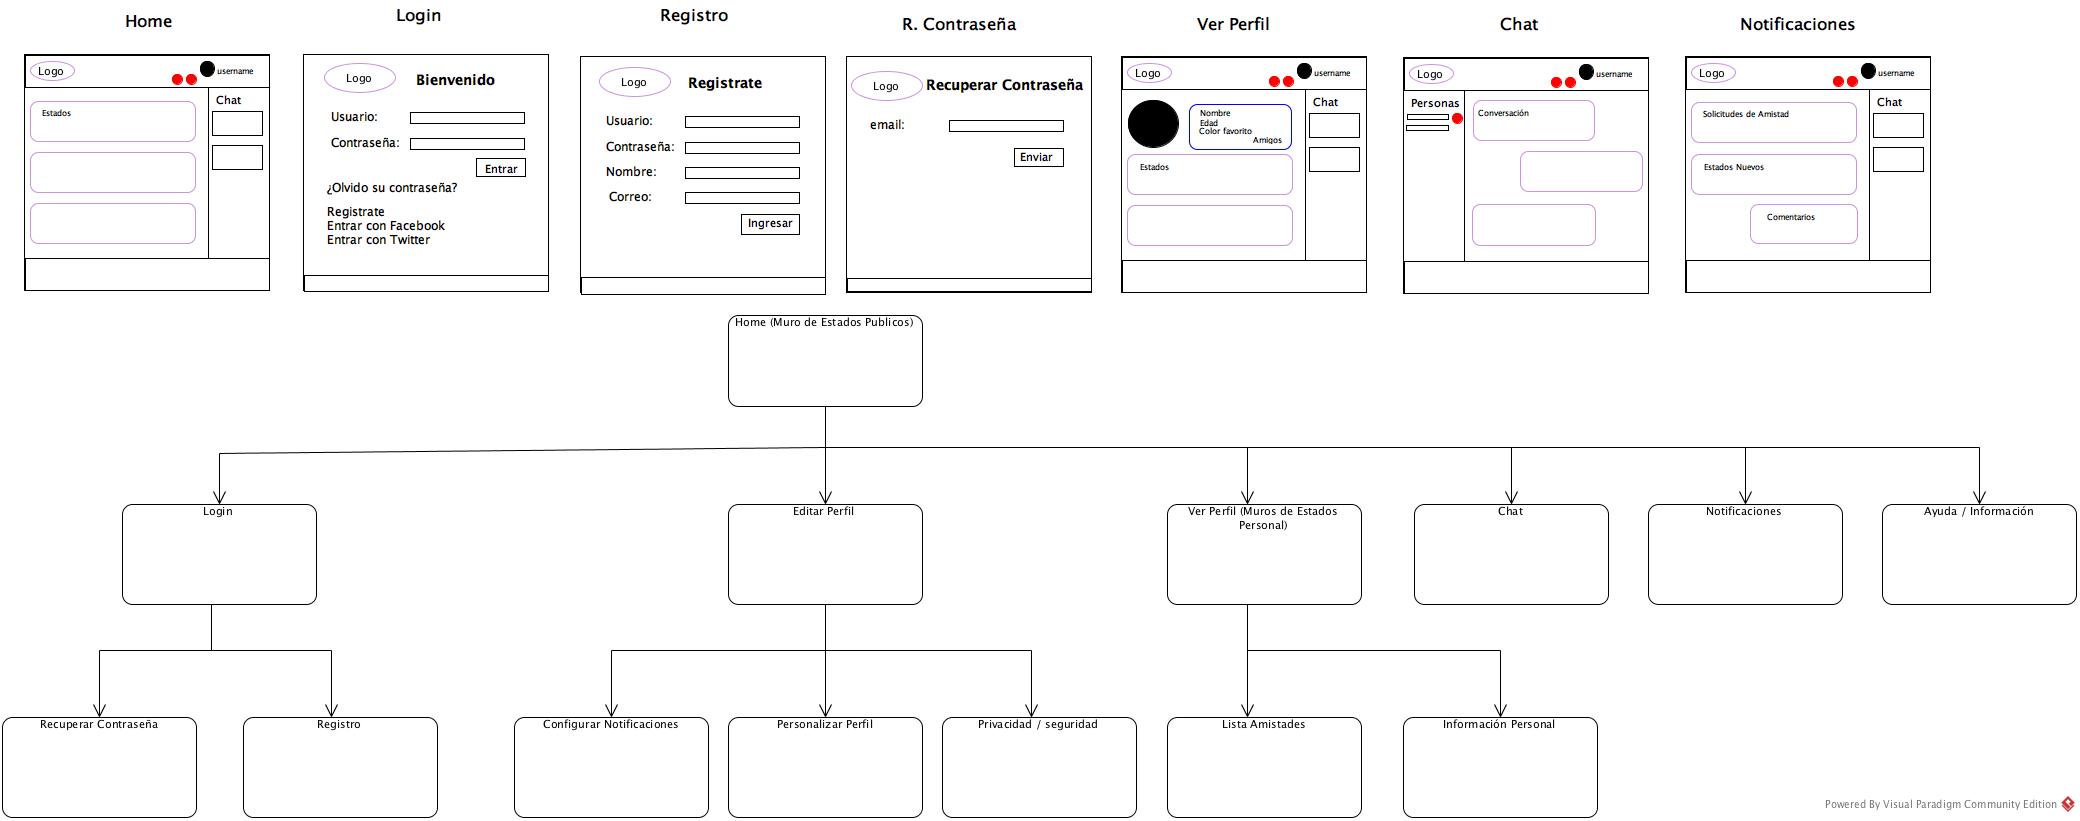 Home
Login
Registro
R. Contraseña
Ver Perfil
Chat
Notificaciones
Logo
username
Chat
Estados
Logo
Bienvenido
Usuario:
Contraseña:
Entrar
¿Olvido su contraseña?
Registrate
Entrar con Facebook
Entrar con Twitter
Logo
Registrate
Usuario:
Contraseña:
Nombre:
Correo:
Ingresar
Logo
Recuperar Contraseña
email:
Enviar
Logo
username
Chat
Nombre
Edad
Color favorito
Amigos
Estados
Logo
username
Personas
Conversación
Logo
username
Chat
Solicitudes de Amistad
Estados Nuevos
Comentarios
Home (Muro de Estados Publicos)
Login
Editar Perfil
Ver Perfil (Muros de Estados
Personal)
Chat
Notificaciones
Ayuda / Información
Recuperar Contraseña
Registro
Configurar Notificaciones
Personalizar Perfil
Privacidad / seguridad
Lista Amistades
Información Personal
Powered By Visual Paradigm Community Edition